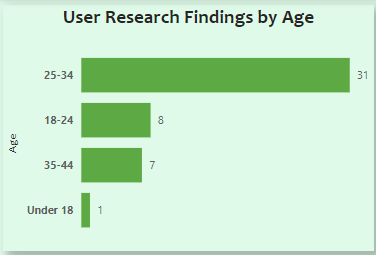 User Research Findings by Age
Age
25-34 31
18-24 8
35-44 7
Under 18 1